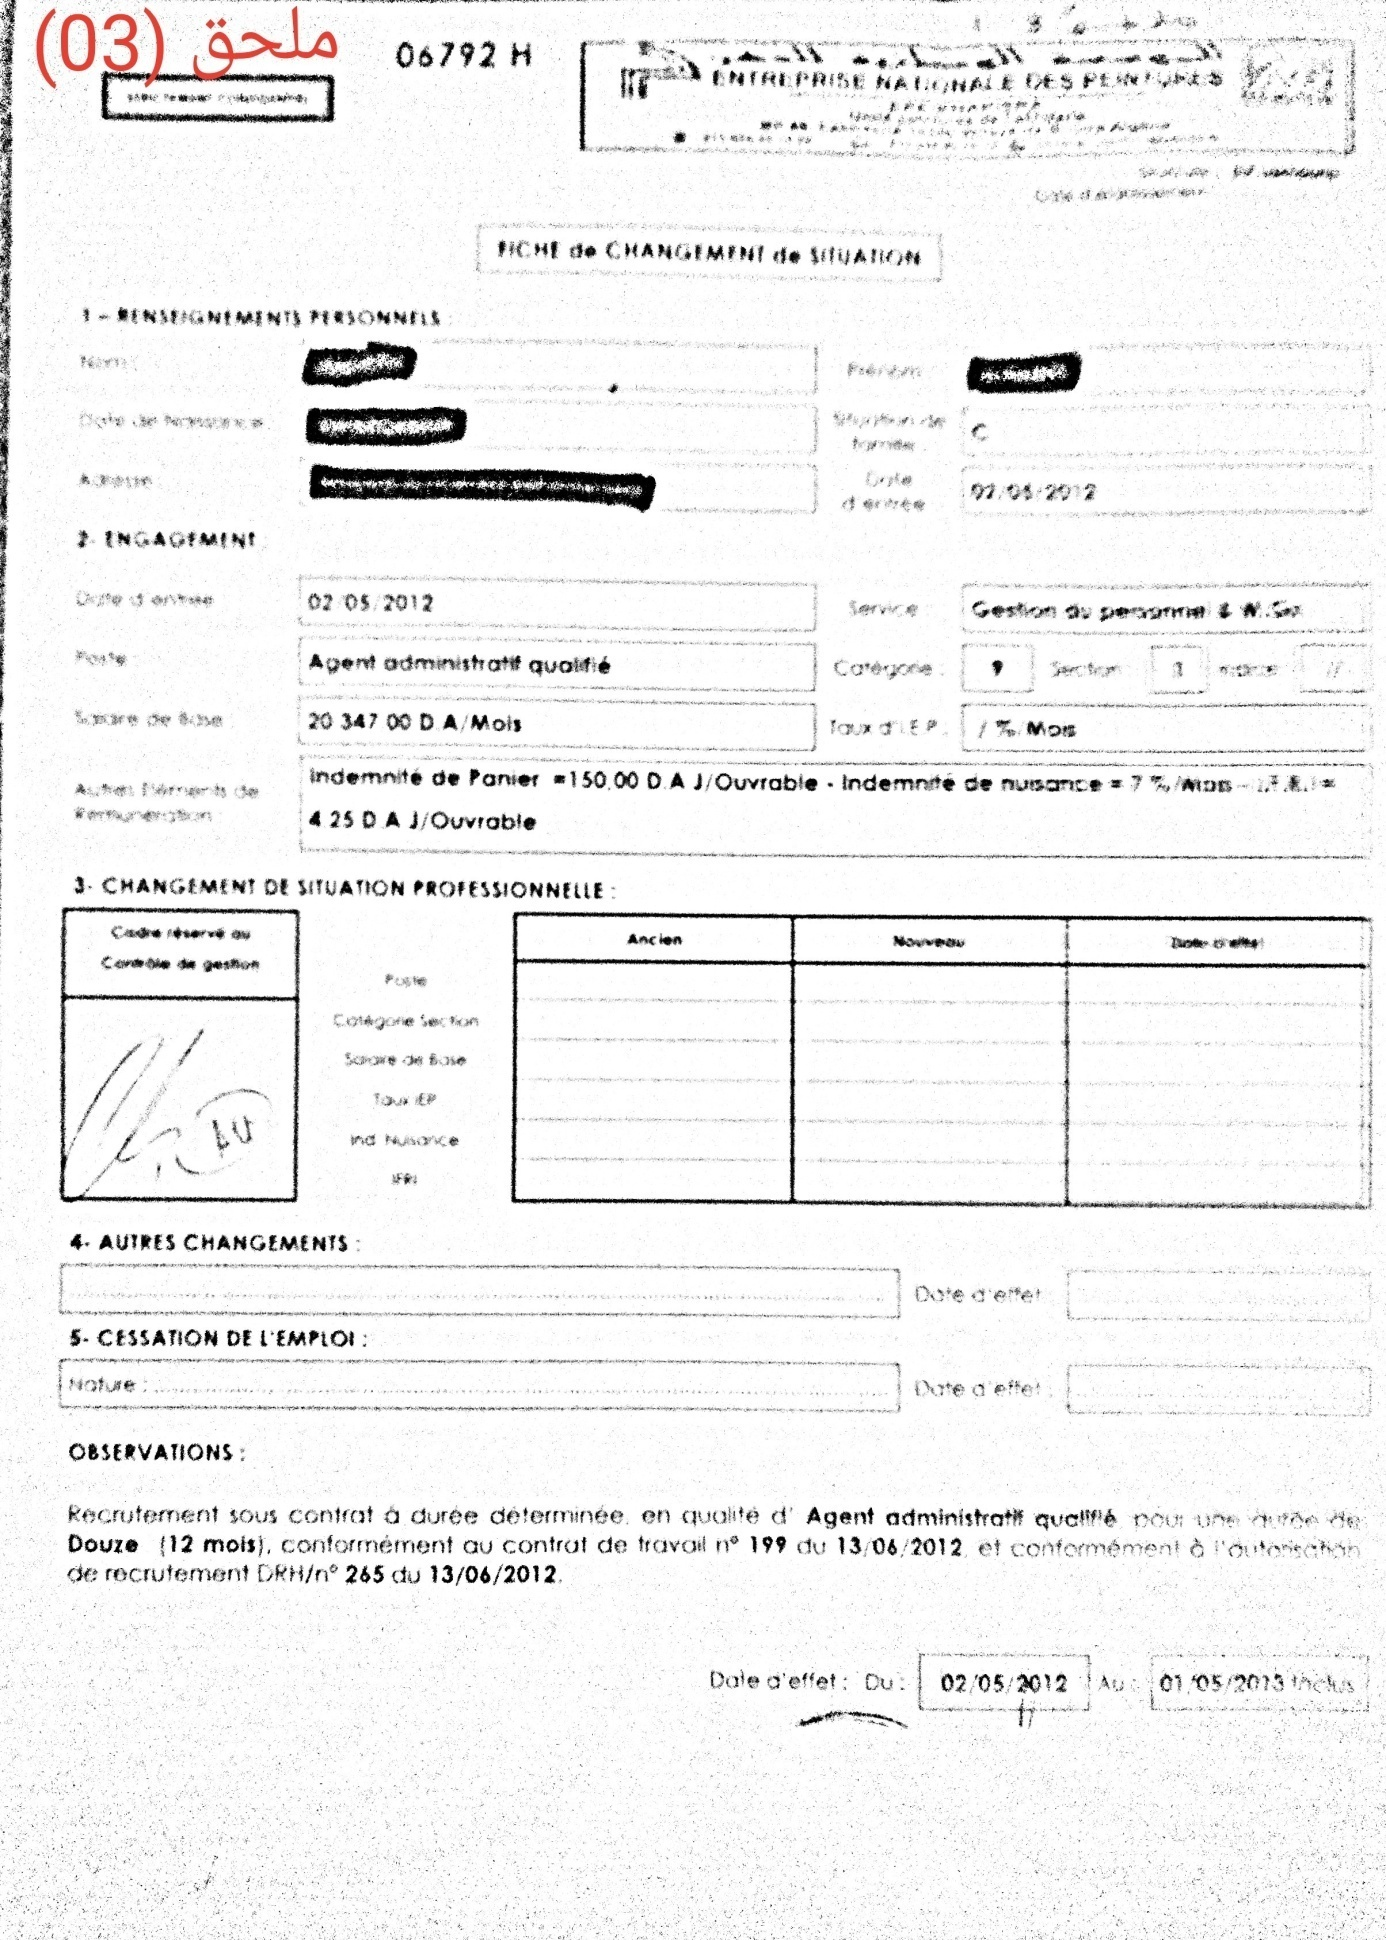 ملحق (03)
06792 H
ENTREPRISE NATIONALE DES PEINTURES
FICHE de CHANGEMENT de SITUATION
1 - RENSEIGNEMENTS PERSONNELS :
Nom :
Prénom :
Date de Naissance :
Situation de famille :
C
Adresse :
Date d'entrée
02/05/2012
2- ENGAGEMENT :
Date d'entrée
02/05/2012
Service :
Gestion du personnel &
Poste :
Agent administratif qualifié
Catégorie :
9
Section
indice
//
Salaire de Base
20 347.00 D.A/Mois
Taux d'I.E.P :
/ % Mois
Autres Eléments de
Remunération :
Indemnité de Panier =150,00 D.A J/Ouvrable - Indemnité de nuisance = 7 %/Mois -
4.25 D.A J/Ouvrable
3- CHANGEMENT DE SITUATION PROFESSIONNELLE :
Cadre réservé au
Contrôle de gestion
Ancien
Nouveau
Date d'effet
Poste
Catégorie Section
Salaire de Base
Taux IEP
Ind. Nuisance
IFRI
4- AUTRES CHANGEMENTS :
Date d'effet :
5- CESSATION DE L'EMPLOI :
Nature :
Date d'effet :
OBSERVATIONS :
Recrutement sous contrat à durée déterminée, en qualité d' Agent administratif qualifié, pour une durée de
Douze (12 mois), conformément au contrat de travail n° 199 du 13/06/2012, et conformément à l'autorisation
de recrutement DRH/n° 265 du 13/06/2012.
Date d'effet : Du : 02/05/2012 Au : 01/05/2013 Inclus